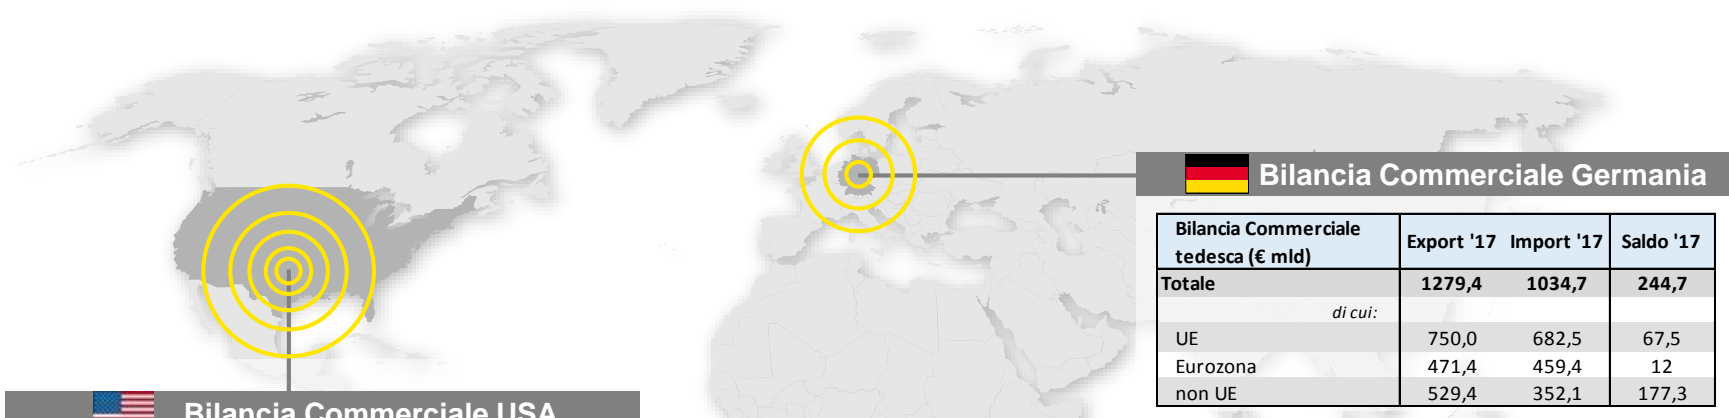 Bilancia Commerciale Germania
Bilancia Commerciale
tedesca (€ mld) Export '17 Import '17 Saldo '17
Totale 1279,4 1034,7 244,7
di cui:
UE 750,0 682,5 67,5
Eurozona 471,4 459,4 12
non UE 529,4 352,1 177,3
Bilancia Commerciale USA